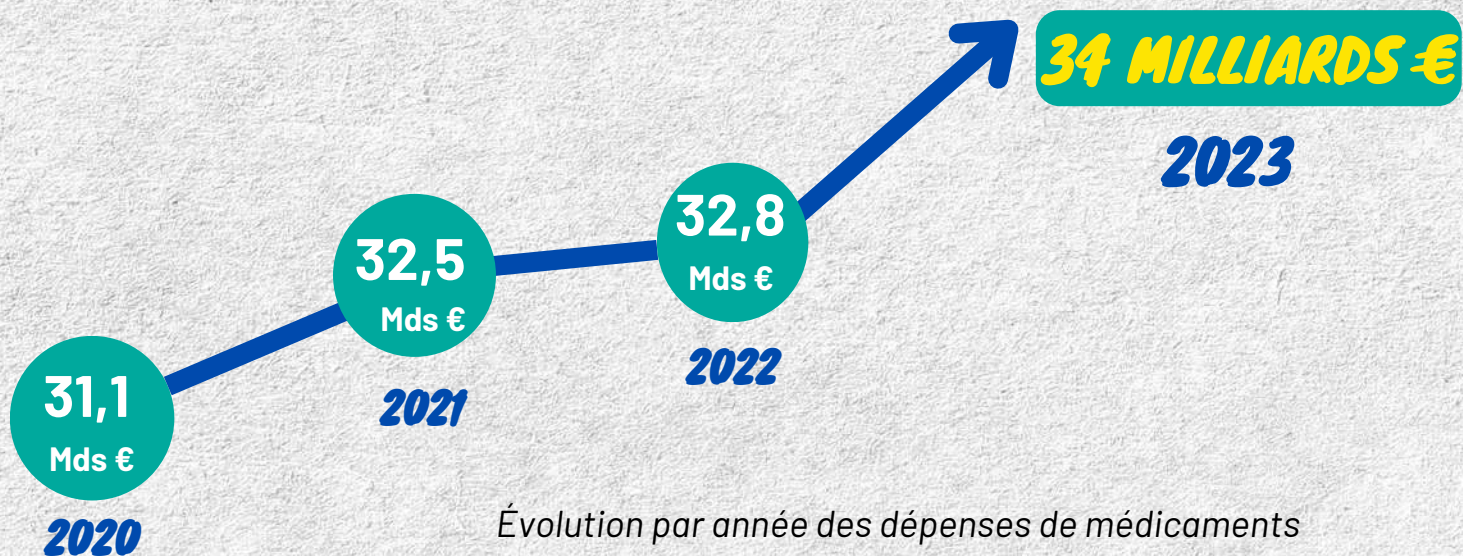 34 MILLIARDS €
2023
32,8
Mds €
2022
32,5
Mds €
2021
31,1
Mds €
2020
Évolution par année des dépenses de médicaments